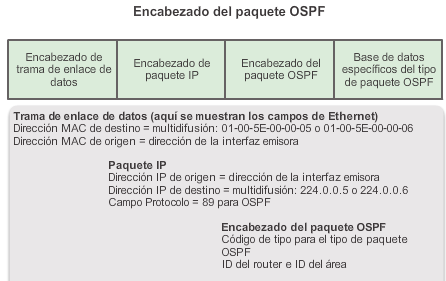 Encabezado del paquete OSPF
Encabezado de
trama de enlace de
datos
Encabezado de
paquete IP
Encabezado del
paquete OSPF
Base de datos
específicos del tipo
de paquete OSPF
Trama de enlace de datos (aquí se muestran los campos de Ethernet)
Dirección MAC de destino = multidifusión: 01-00-5E-00-00-05 o 01-00-5E-00-00-06
Dirección MAC de origen = dirección de la interfaz emisora
Paquete IP
Dirección IP de origen = dirección de la interfaz emisora
Dirección IP de destino = multidifusión: 224.0.0.5 o 224.0.0.6
Campo Protocolo = 89 para OSPF
Encabezado del paquete OSPF
Código de tipo para el tipo de paquete
OSPF
ID del router e ID del área